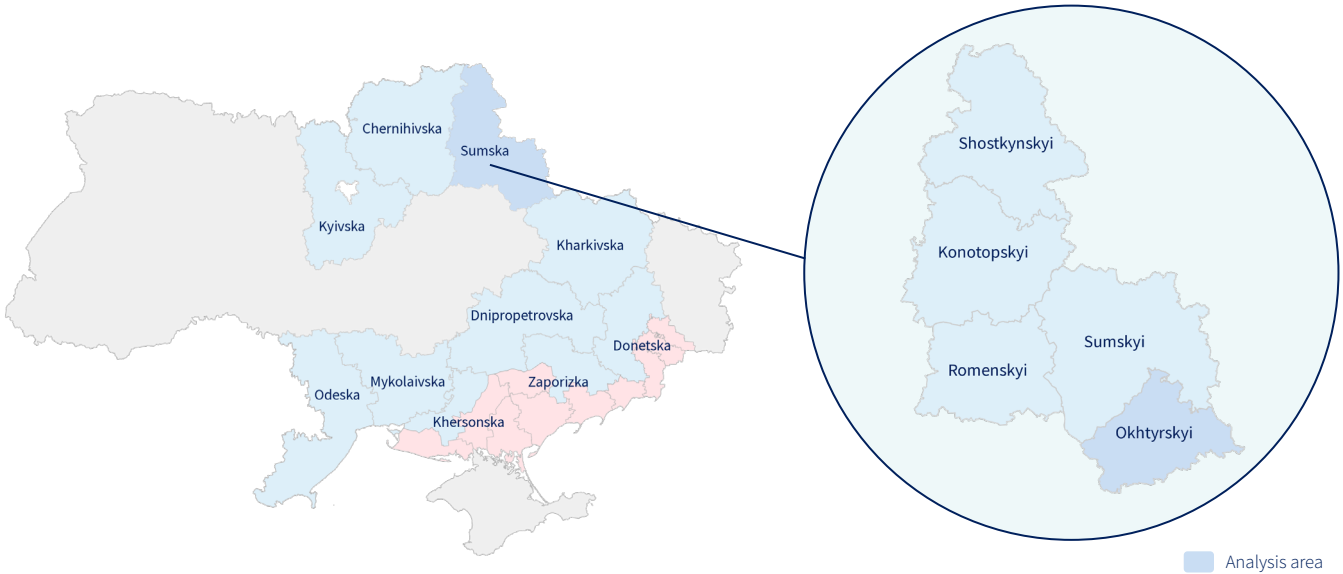 Chernihivska
Sumska
Kyivska
Kharkivska
Dnipropetrovska
Donetska
Mykolaivska
Zaporizka
Odeska
Khersonska
Shostkynskyi
Konotopskyi
Sumskyi
Romenskyi
Okhtyrskyi
Analysis area